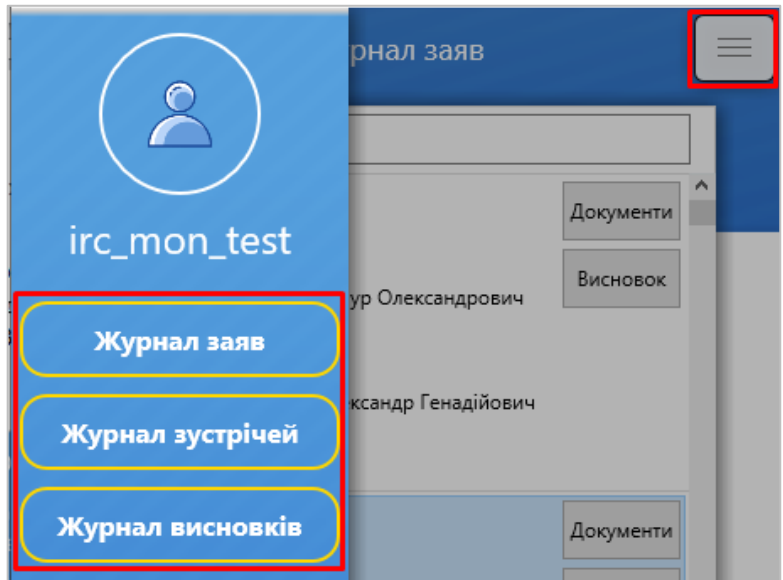 рнал заяв
irc_mon_test
Документи
Висновок
ур Олександрович
Журнал заяв
ксандр Генадійович
Журнал зустрічей
Журнал висновків
Документи